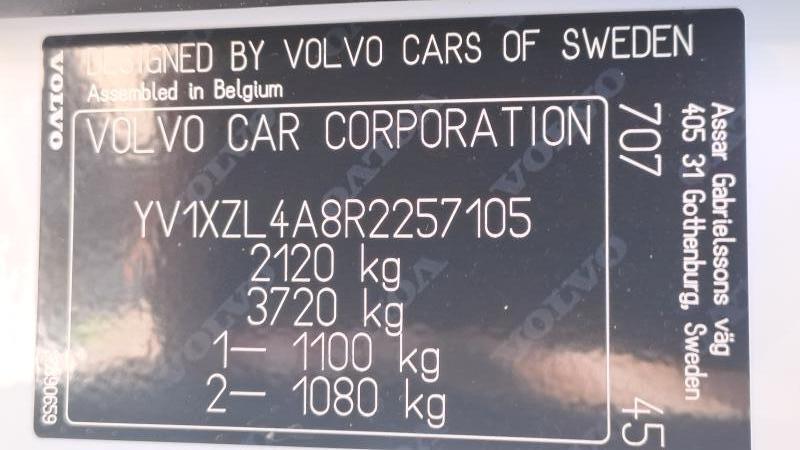 DESIGNED BY VOLVO CARS OF SWEDEN
Assembled in Belgium
VOLVO
VOLVO CAR CORPORATION
YV1XZL4A8R2257105
2120 kg
3720 kg
1— 1100 kg
2— 1080 kg
707
45
Assar Gabrielssons väg
405 31 Gothenburg, Sweden